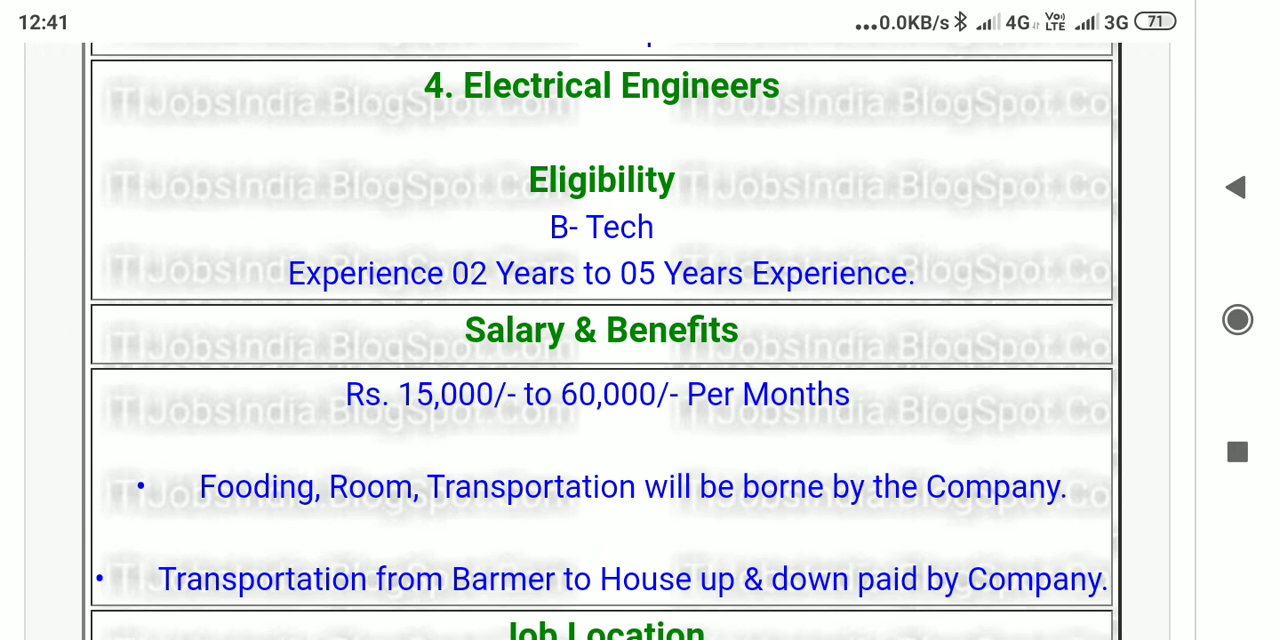 12:41
...0.0KB/s 4G Vo)) LTE 3G 71
4. Electrical Engineers
Eligibility
B- Tech
Experience 02 Years to 05 Years Experience.
Salary & Benefits
Rs. 15,000/- to 60,000/- Per Months
• Fooding, Room, Transportation will be borne by the Company.
• Transportation from Barmer to House up & down paid by Company.
Job Location